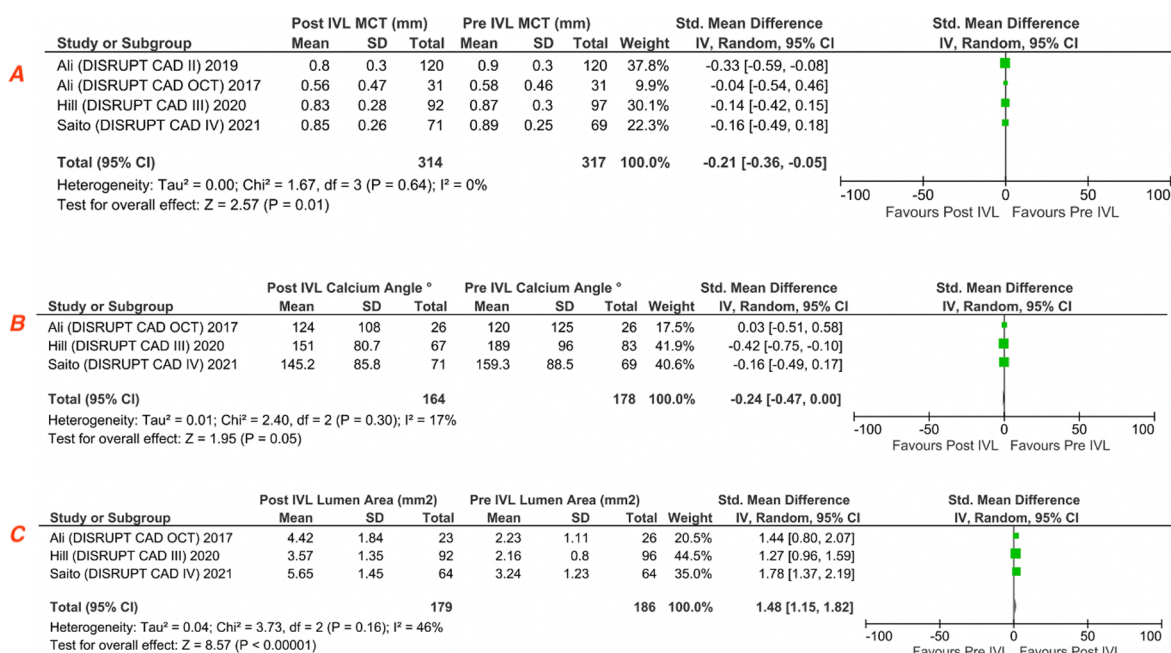 Post IVL MCT (mm) Pre IVL MCT (mm) Std. Mean Difference Std. Mean Difference
Study or Subgroup Mean SD Total Mean SD Total Weight IV, Random, 95% CI IV, Random, 95% CI
A
Ali (DISRUPT CAD II) 2019 0.8 0.3 120 0.9 0.3 120 37.8% -0.33 [-0.59, -0.08]
Ali (DISRUPT CAD OCT) 2017 0.56 0.47 31 0.58 0.46 31 9.9% -0.04 [-0.54, 0.46]
Hill (DISRUPT CAD III) 2020 0.83 0.28 92 0.87 0.3 97 30.1% -0.14 [-0.42, 0.15]
Saito (DISRUPT CAD IV) 2021 0.85 0.26 71 0.89 0.25 69 22.3% -0.16 [-0.49, 0.18]
Total (95% CI) 314 317 100.0% -0.21 [-0.36, -0.05]
Heterogeneity: Tau² = 0.00; Chi² = 1.67, df = 3 (P = 0.64); I² = 0%
Test for overall effect: Z = 2.57 (P = 0.01)
-100 -50 0 50 100
Favours Post IVL Favours Pre IVL
Post IVL Calcium Angle ° Pre IVL Calcium Angle ° Std. Mean Difference Std. Mean Difference
Study or Subgroup Mean SD Total Mean SD Total Weight IV, Random, 95% CI IV, Random, 95% CI
B
Ali (DISRUPT CAD OCT) 2017 124 108 26 120 125 26 17.5% 0.03 [-0.51, 0.58]
Hill (DISRUPT CAD III) 2020 151 80.7 67 189 96 83 41.9% -0.42 [-0.75, -0.10]
Saito (DISRUPT CAD IV) 2021 145.2 85.8 71 159.3 88.5 69 40.6% -0.16 [-0.49, 0.17]
Total (95% CI) 164 178 100.0% -0.24 [-0.47, 0.00]
Heterogeneity: Tau² = 0.01; Chi² = 2.40, df = 2 (P = 0.30); I² = 17%
Test for overall effect: Z = 1.95 (P = 0.05)
-100 -50 0 50 100
Favours Post IVL Favours Pre IVL
Post IVL Lumen Area (mm2) Pre IVL Lumen Area (mm2) Std. Mean Difference Std. Mean Difference
Study or Subgroup Mean SD Total Mean SD Total Weight IV, Random, 95% CI IV, Random, 95% CI
C
Ali (DISRUPT CAD OCT) 2017 4.42 1.84 23 2.23 1.11 26 20.5% 1.44 [0.80, 2.07]
Hill (DISRUPT CAD III) 2020 3.57 1.35 92 2.16 0.8 96 44.5% 1.27 [0.96, 1.59]
Saito (DISRUPT CAD IV) 2021 5.65 1.45 64 3.24 1.23 64 35.0% 1.78 [1.37, 2.19]
Total (95% CI) 179 186 100.0% 1.48 [1.15, 1.82]
Heterogeneity: Tau² = 0.04; Chi² = 3.73, df = 2 (P = 0.16); I² = 46%
Test for overall effect: Z = 8.57 (P < 0.00001)
-100 -50 0 50 100
Favours Pre IVL Favours Post IVL